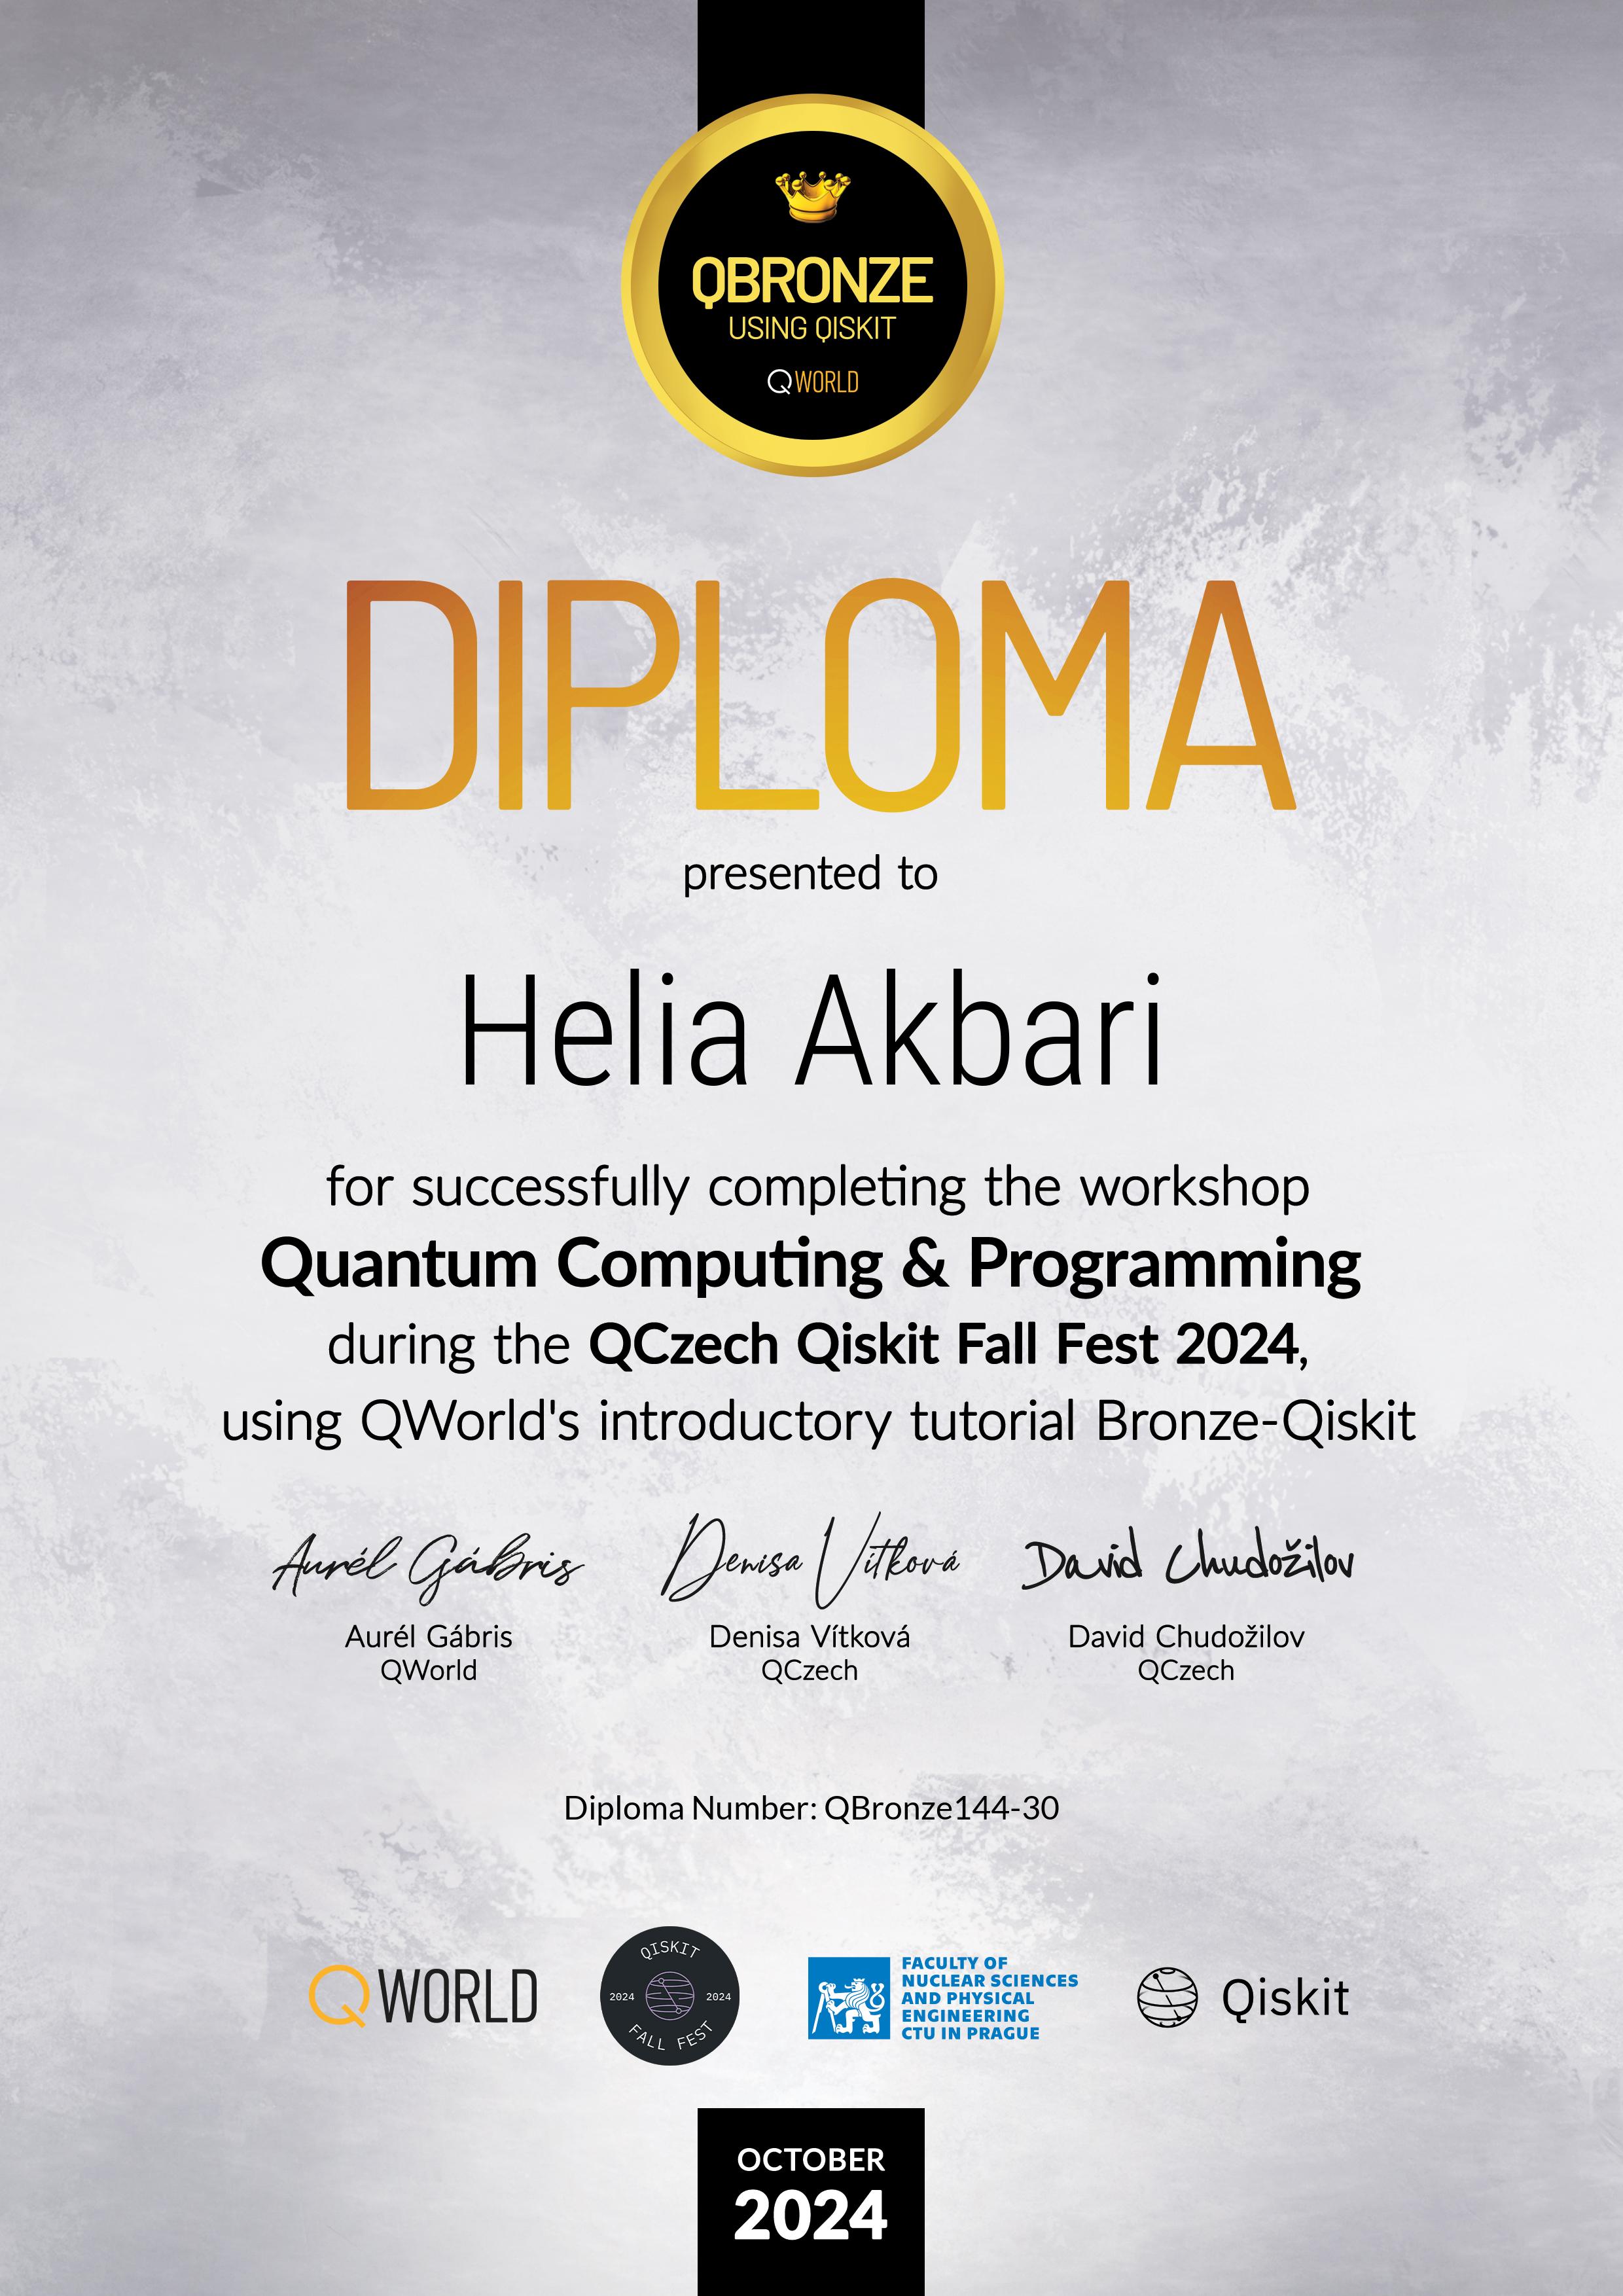 QBRONZE
USING QISKIT
QWORLD
DIPLOMA
presented to
Helia Akbari
for successfully completing the workshop
Quantum Computing & Programming
during the QCzech Qiskit Fall Fest 2024,
using QWorld's introductory tutorial Bronze-Qiskit
Aurél Gábris Denisa Vítková David Chudožilov
Aurél Gábris Denisa Vítková David Chudožilov
QWorld QCzech QCzech
Diploma Number: QBronze144-30
QWORLD
QISKIT
2024 2024
FALL FEST
FACULTY OF
NUCLEAR SCIENCES
AND PHYSICAL
ENGINEERING
CTU IN PRAGUE
Qiskit
OCTOBER
2024